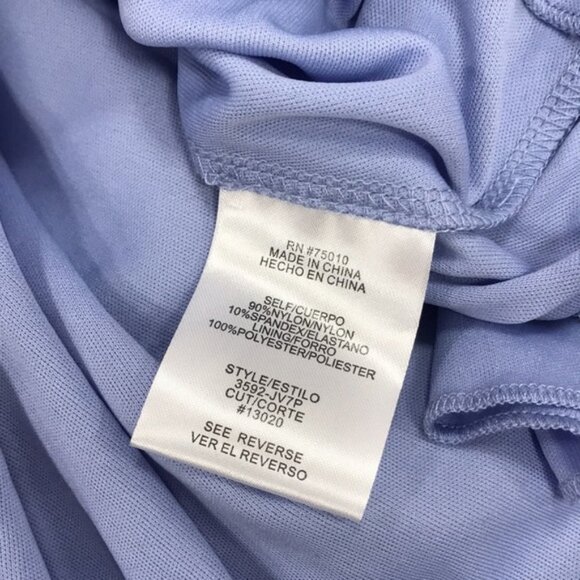 RN #75010
MADE IN CHINA
HECHO EN CHINA
SELF/CUERPO
90%NYLON/NYLON
10%SPANDEX/ELASTANO
LINING/FORRO
100%POLYESTER/POLIESTER
STYLE/ESTILO
3592-JV7P
CUT/CORTE
#13020
SEE REVERSE
VER EL REVERSO